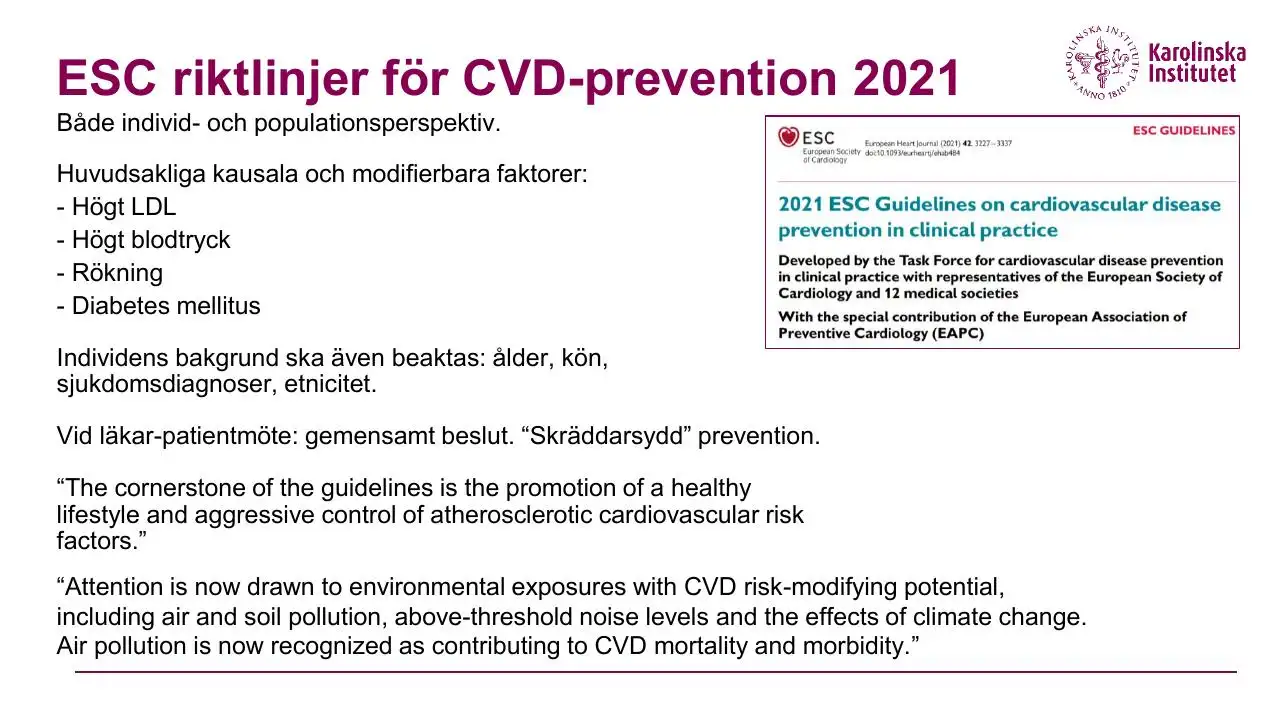 ESC riktlinjer för CVD-prevention 2021
KAROLINSKA INSTITUTET
ANNO 1810
Karolinska
Institutet
Både individ- och populationsperspektiv.
Huvudsakliga kausala och modifierbara faktorer:
- Högt LDL
- Högt blodtryck
- Rökning
- Diabetes mellitus
Individens bakgrund ska även beaktas: ålder, kön,
sjukdomsdiagnoser, etnicitet.
Vid läkar-patientmöte: gemensamt beslut. “Skräddarsydd” prevention.
“The cornerstone of the guidelines is the promotion of a healthy
lifestyle and aggressive control of atherosclerotic cardiovascular risk
factors.”
“Attention is now drawn to environmental exposures with CVD risk-modifying potential,
including air and soil pollution, above-threshold noise levels and the effects of climate change.
Air pollution is now recognized as contributing to CVD mortality and morbidity.”
ESC
European Society
of Cardiology
European Heart Journal (2021) 42, 3227–3337
doi:10.1093/eurheartj/ehab484
ESC GUIDELINES
2021 ESC Guidelines on cardiovascular disease
prevention in clinical practice
Developed by the Task Force for cardiovascular disease prevention
in clinical practice with representatives of the European Society of
Cardiology and 12 medical societies
With the special contribution of the European Association of
Preventive Cardiology (EAPC)